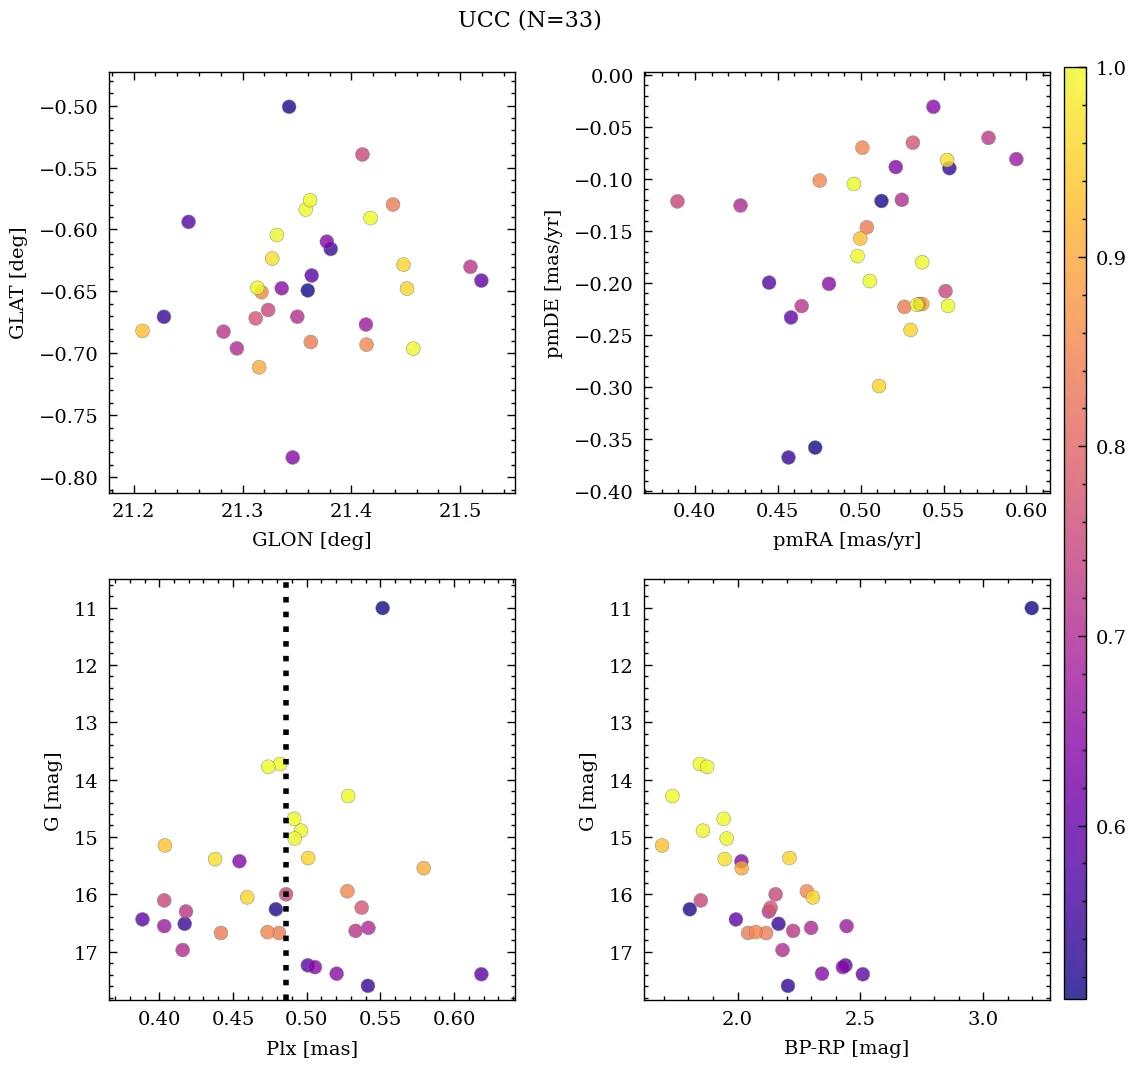 UCC (N=33)
−0.50
−0.55
−0.60
−0.65
−0.70
−0.75
−0.80
GLAT [deg]
21.2 21.3 21.4 21.5
GLON [deg]
0.00
−0.05
−0.10
−0.15
−0.20
−0.25
−0.30
−0.35
−0.40
pmDE [mas/yr]
0.40 0.45 0.50 0.55 0.60
pmRA [mas/yr]
11
12
13
14
15
16
17
G [mag]
0.40 0.45 0.50 0.55 0.60
Plx [mas]
11
12
13
14
15
16
17
G [mag]
2.0 2.5 3.0
BP-RP [mag]
1.0
0.9
0.8
0.7
0.6